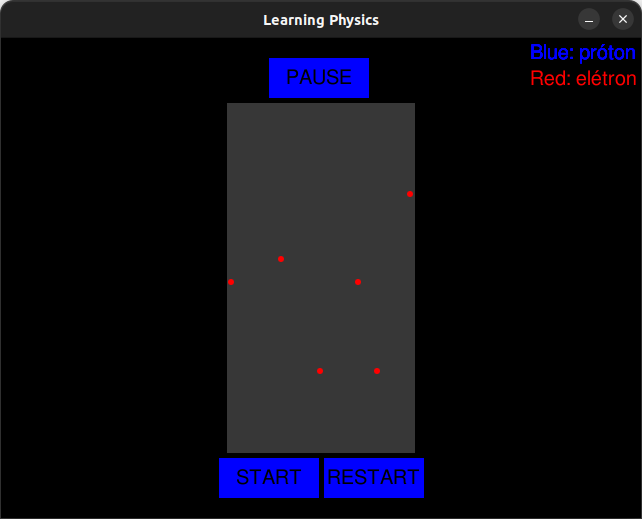 Learning Physics
Blue: próton
Red: elétron
PAUSE
START
RESTART